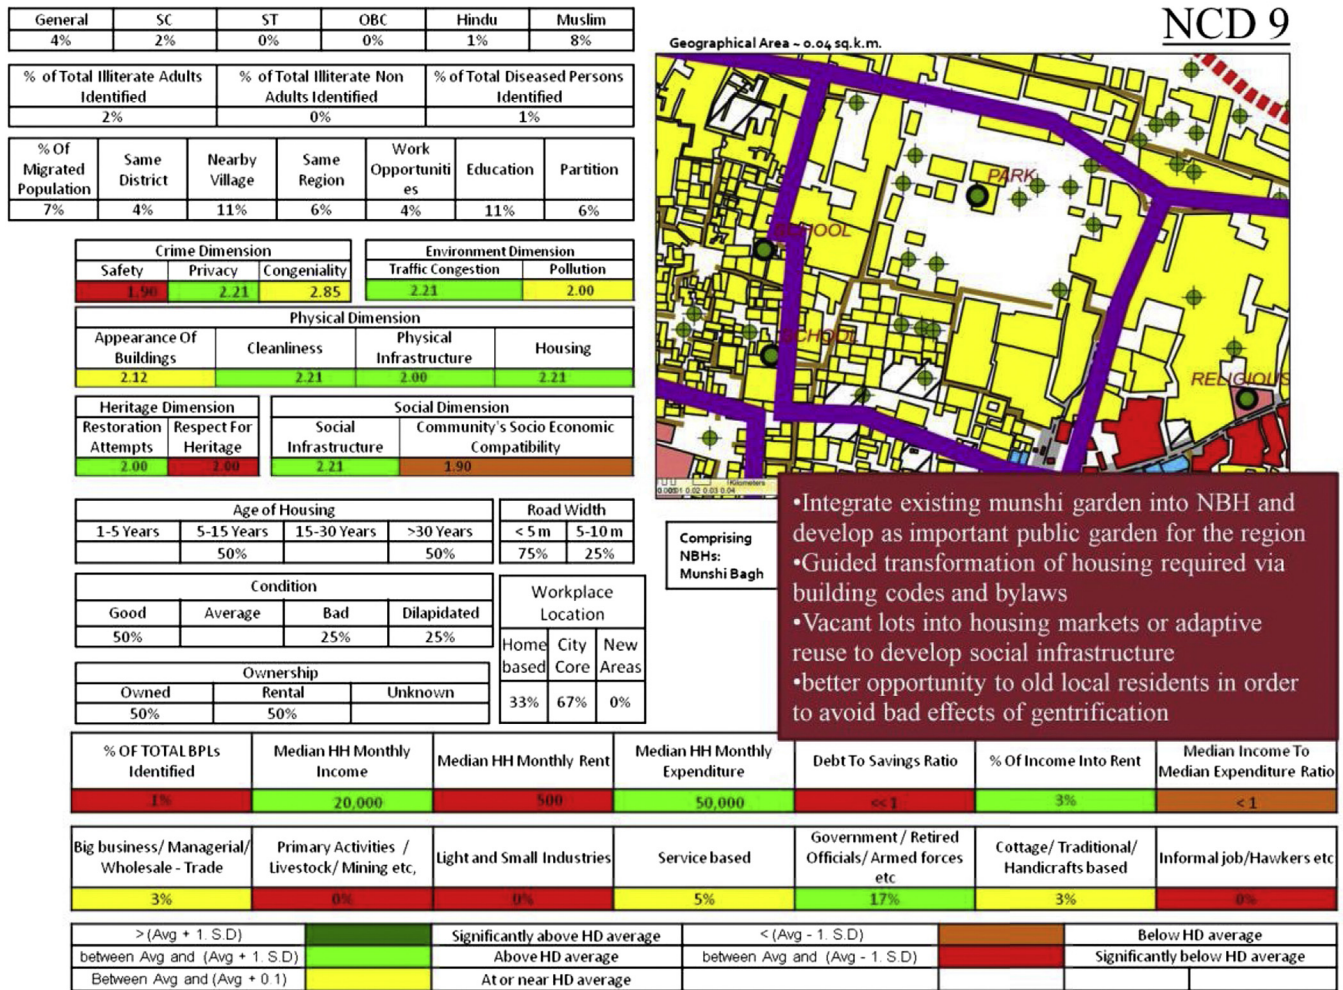 NCD 9
General SC ST OBC Hindu Muslim
4% 2% 0% 0% 1% 8%
% of Total Illiterate Adults Identified % of Total Illiterate Non Adults Identified % of Total Diseased Persons Identified
2% 0% 1%
% Of Migrated Population Same District Nearby Village Same Region Work Opportuniti es Education Partition
7% 4% 11% 6% 4% 11% 6%
Crime Dimension
Safety Privacy Congeniality
1.90 2.21 2.85
Environment Dimension
Traffic Congestion Pollution
2.21 2.00
Physical Dimension
Appearance Of Buildings Cleanliness Physical Infrastructure Housing
2.12 2.21 2.00 2.21
Heritage Dimension
Restoration Attempts Respect For Heritage
2.00 2.00
Social Dimension
Social Infrastructure Community's Socio Economic Compatibility
2.21 1.90
Age of Housing
1-5 Years 5-15 Years 15-30 Years >30 Years
50% 50%
Road Width
< 5 m 5-10 m
75% 25%
Condition
Good Average Bad Dilapidated
50% 25% 25%
Workplace Location
Home based City Core New Areas
33% 67% 0%
Ownership
Owned Rental Unknown
50% 50%
Geographical Area ~ 0.04 sq.k.m.
PARK
SCHOOL
SCHOOL
RELIGIOUS
Kilometers
0.02 0.03 0.04
Comprising
NBHs:
Munshi Bagh
•Integrate existing munshi garden into NBH and
develop as important public garden for the region
•Guided transformation of housing required via
building codes and bylaws
•Vacant lots into housing markets or adaptive
reuse to develop social infrastructure
•better opportunity to old local residents in order
to avoid bad effects of gentrification
% OF TOTAL BPLs Identified Median HH Monthly Income Median HH Monthly Rent Median HH Monthly Expenditure Debt To Savings Ratio % Of Income Into Rent Median Income To Median Expenditure Ratio
1% 20,000 500 50,000 <<1 3% < 1
Big business/ Managerial/ Wholesale - Trade Primary Activities / Livestock/ Mining etc, Light and Small Industries Service based Government / Retired Officials/ Armed forces etc Cottage/ Traditional/ Handicrafts based Informal job/Hawkers etc
3% 0% 0% 5% 17% 3% 0%
> (Avg + 1. S.D) Significantly above HD average < (Avg - 1. S.D) Below HD average
between Avg and (Avg + 1. S.D) Above HD average between Avg and (Avg - 1. S.D) Significantly below HD average
Between Avg and (Avg + 0.1) At or near HD average